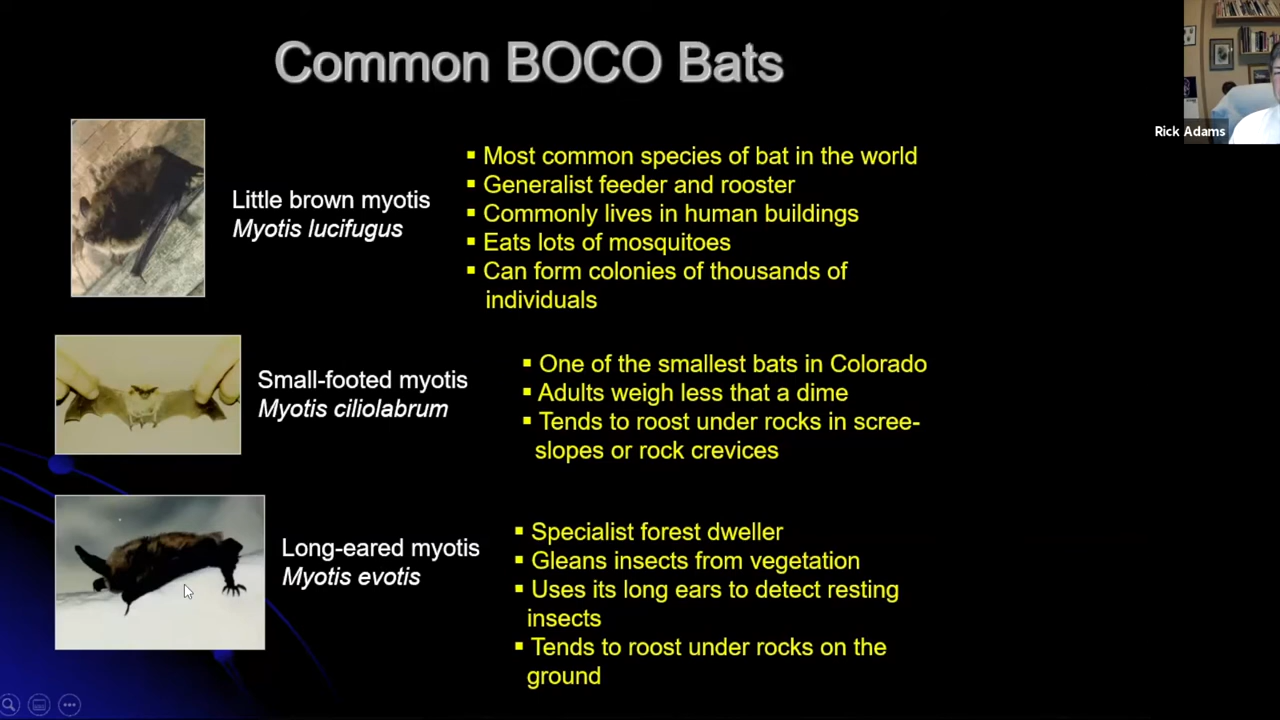 Common BOCO Bats
Rick Adams
Little brown myotis
Myotis lucifugus
▪ Most common species of bat in the world
▪ Generalist feeder and rooster
▪ Commonly lives in human buildings
▪ Eats lots of mosquitoes
▪ Can form colonies of thousands of
individuals
Small-footed myotis
Myotis ciliolabrum
▪ One of the smallest bats in Colorado
▪ Adults weigh less that a dime
▪ Tends to roost under rocks in scree-
slopes or rock crevices
Long-eared myotis
Myotis evotis
▪ Specialist forest dweller
▪ Gleans insects from vegetation
▪ Uses its long ears to detect resting
insects
▪ Tends to roost under rocks on the
ground